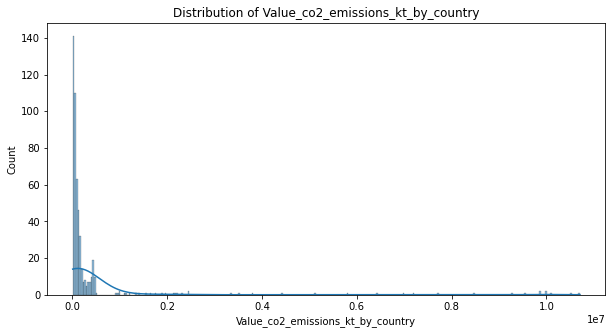 Distribution of Value_co2_emissions_kt_by_country
140
120
100
80
60
40
20
0
Count
0.0 0.2 0.4 0.6 0.8 1.0
1e7
Value_co2_emissions_kt_by_country